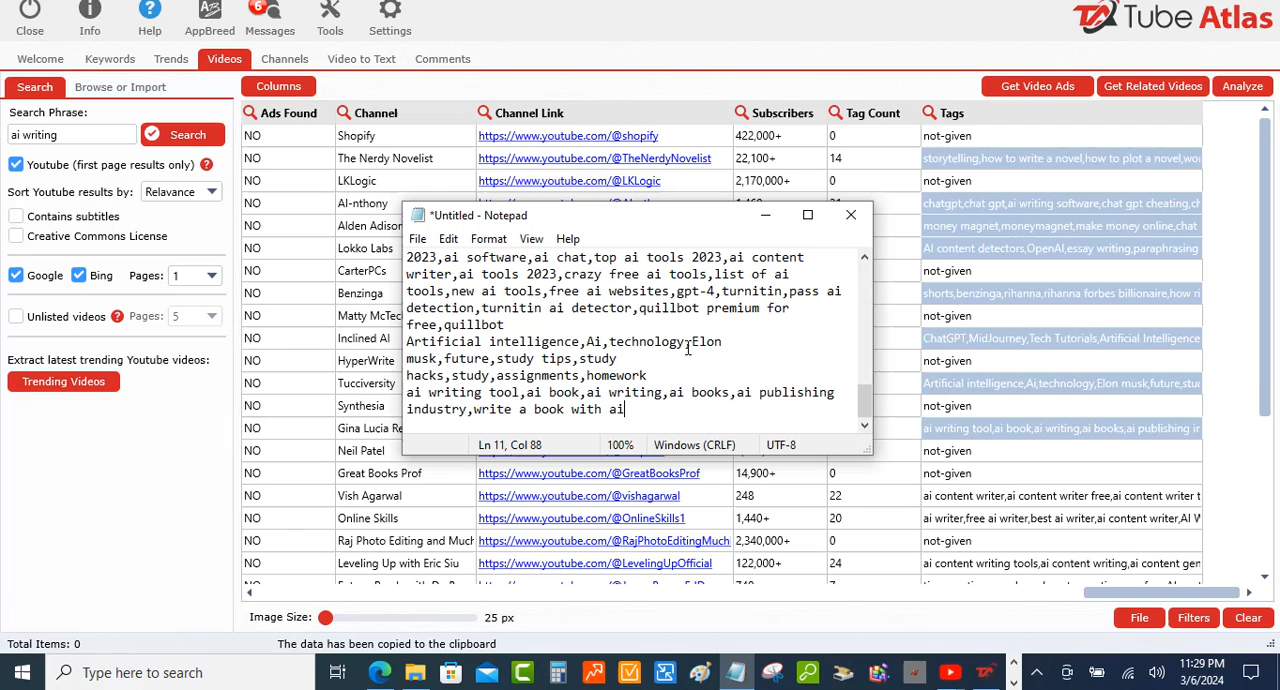 Close
Info
Help
AppBreed
6
Messages
Tools
Settings
Tube Atlas
Welcome
Keywords
Trends
Videos
Channels
Video to Text
Comments
Search
Browse or Import
Columns
Get Video Ads
Get Related Videos
Analyze
Search Phrase:
ai writing
Search
Youtube (first page results only)
Sort Youtube results by:
Relevance
Contains subtitles
Creative Commons License
Google
Bing
Pages:
1
Unlisted videos
Pages:
5
Extract latest trending Videos
Trending Videos
Ads Found Channel Channel Link Subscribers Tag Count Tags
NO Shopify https://www.youtube.com/@shopify 422,000+ 0 not-given
NO The Nerdy Novelist https://www.youtube.com/@TheNerdyNovelist 22,100+ 14 storytelling,how to write a novel,how to plot a novel,
NO LKLogic https://www.youtube.com/@LKLogic 2,170,000+ 0 not-given
NO AI-nthony chatgpt,chat gpt,ai writing software,chat gpt cheating,
NO Alden money magnet,moneymagnet,make money online,
NO Lokko Labs AI content detectors,OpenAI,essay writing,paraphrasing
NO CarterPCs not-given
NO Benzinga shorts,benzinga,rihanna,rihanna forbes billionaire,how
NO Matty not-given
NO Inclined AI ChatGPT,MidJourney,Tech Tutorials,Artificial
NO HyperWrite not-given
NO Tucciversity Artificial intelligence,Ai,technology,Elon musk,future,
NO Synthesia not-given
NO Gina Lucia ai writing tool,ai book,ai writing,ai books,ai publishing
NO Neil Patel not-given
NO Great Books Prof https://www.youtube.com/@GreatBooksProf 14,900+ 0 not-given
NO Vish Agarwal https://www.youtube.com/@vishagarwal 248 22 ai content writer,ai content writer free,ai content writer
NO Online Skills https://www.youtube.com/@OnlineSkills1 1,440+ 20 ai writer,free ai writer,best ai writer,ai content writer,AI
NO Raj Photo Editing and Much https://www.youtube.com/@RajPhotoEditingMuch 2,340,000+ 0 not-given
NO Leveling Up with Eric Siu https://www.youtube.com/@LevelingUpOfficial 122,000+ 24 ai content writing tools,ai content writing,ai content
*Untitled - Notepad
File Edit Format View Help
2023,ai software,ai chat,top ai tools 2023,ai content
writer,ai tools 2023,crazy free ai tools,list of ai
tools,new ai tools,free ai websites,gpt-4,turnitin,pass ai
detection,turnitin ai detector,quillbot premium for
free,quillbot
Artificial intelligence,Ai,technology,Elon
musk,future,study tips,study
hacks,study,assignments,homework
ai writing tool,ai book,ai writing,ai books,ai publishing
industry,write a book with ai
Ln 11, Col 88
100%
Windows (CRLF)
UTF-8
Image Size:
25 px
File
Filters
Clear
Total Items: 0
The data has been copied to the clipboard
Type here to search
11:29 PM
3/6/2024